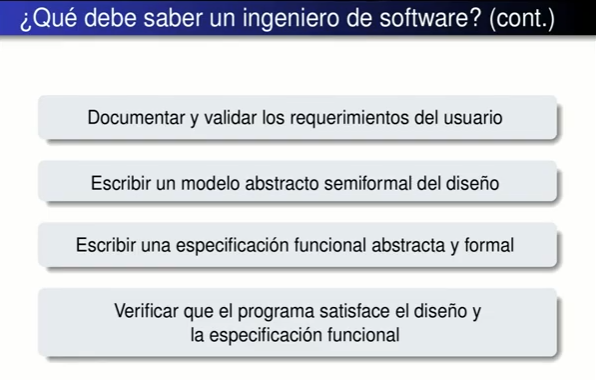 ¿Qué debe saber un ingeniero de software? (cont.)
Documentar y validar los requerimientos del usuario
Escribir un modelo abstracto semiformal del diseño
Escribir una especificación funcional abstracta y formal
Verificar que el programa satisface el diseño y
la especificación funcional